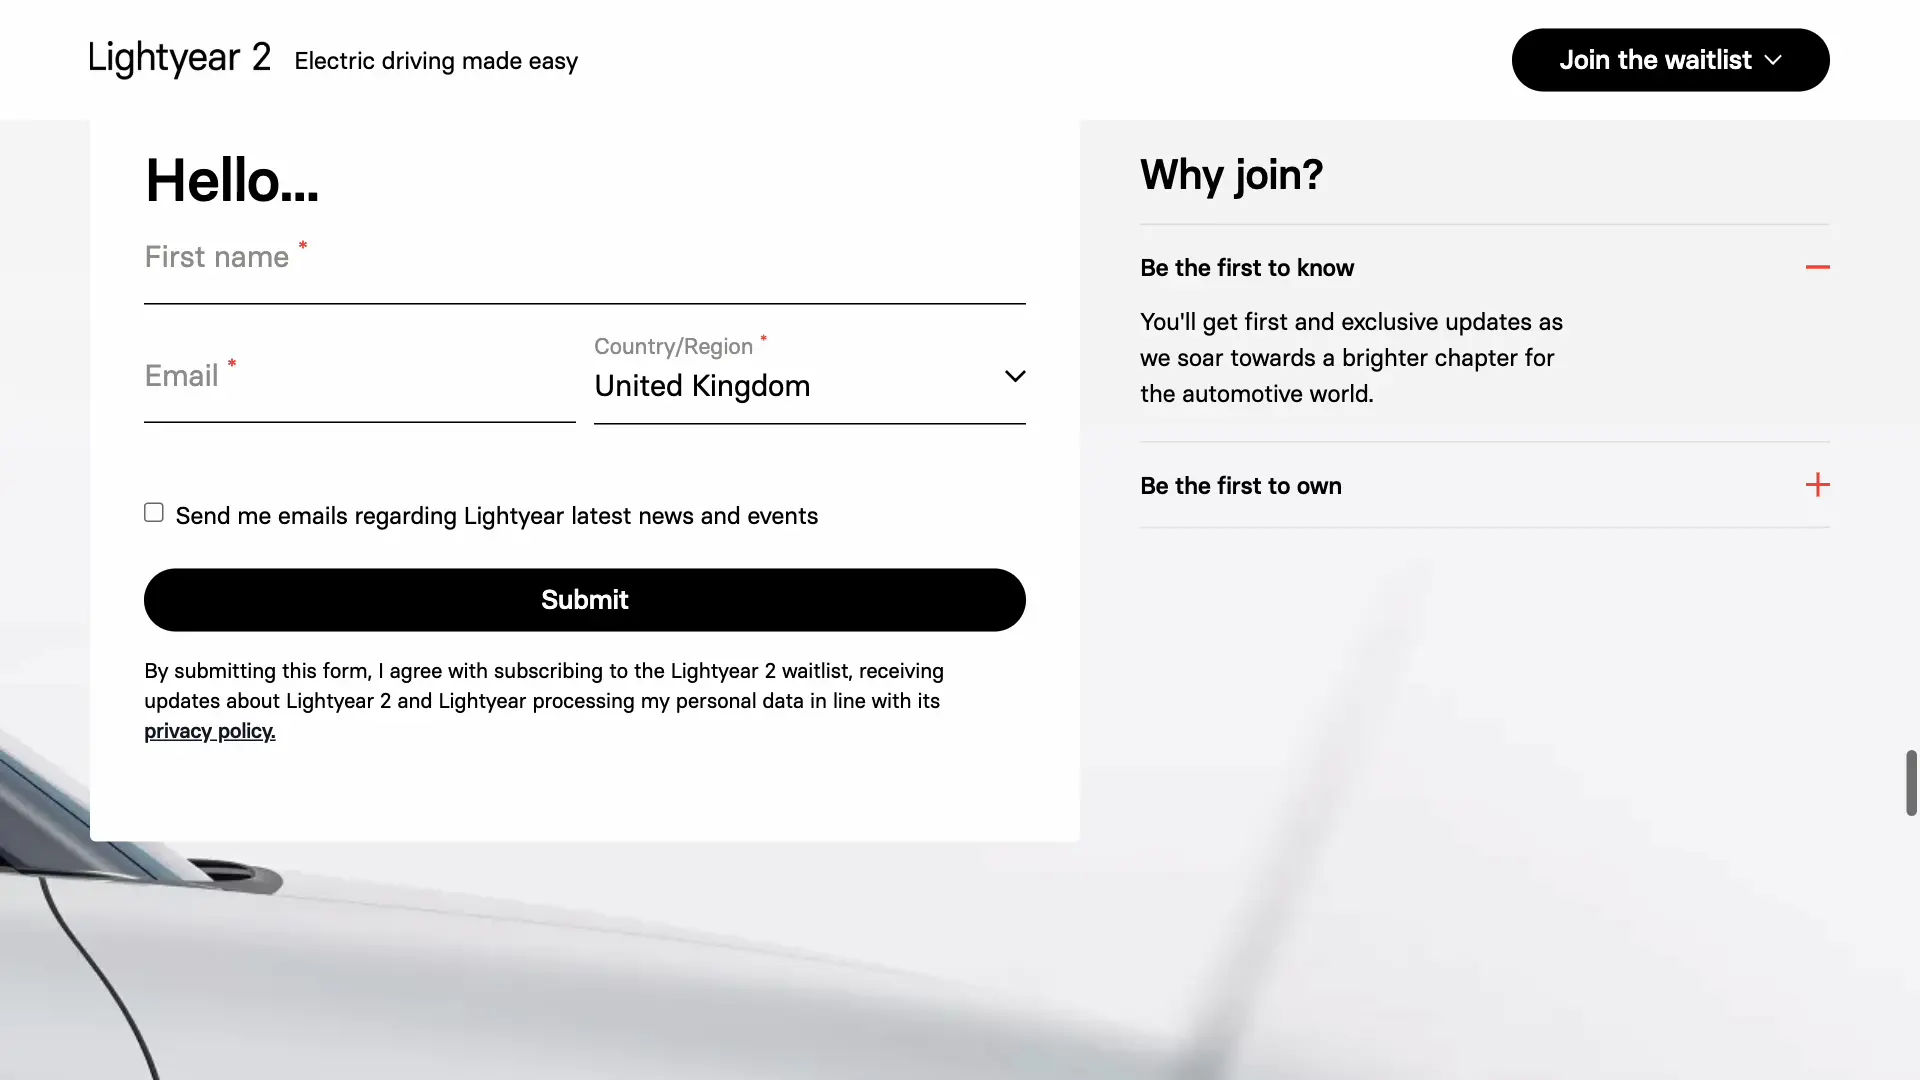 Lightyear 2 Electric driving made easy
Join the waitlist
Hello...
First name *
Email *
Country/Region *
United Kingdom
Send me emails regarding Lightyear latest news and events
Submit
By submitting this form, I agree with subscribing to the Lightyear 2 waitlist, receiving
updates about Lightyear 2 and Lightyear processing my personal data in line with its
privacy policy.
Why join?
Be the first to know
You'll get first and exclusive updates as
we soar towards a brighter chapter for
the automotive world.
Be the first to own